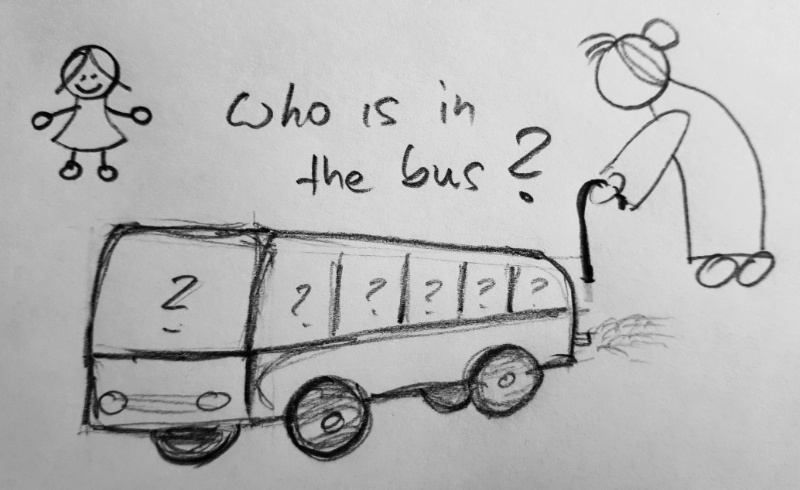 who is in
the bus?
?
? ? ? ? ?